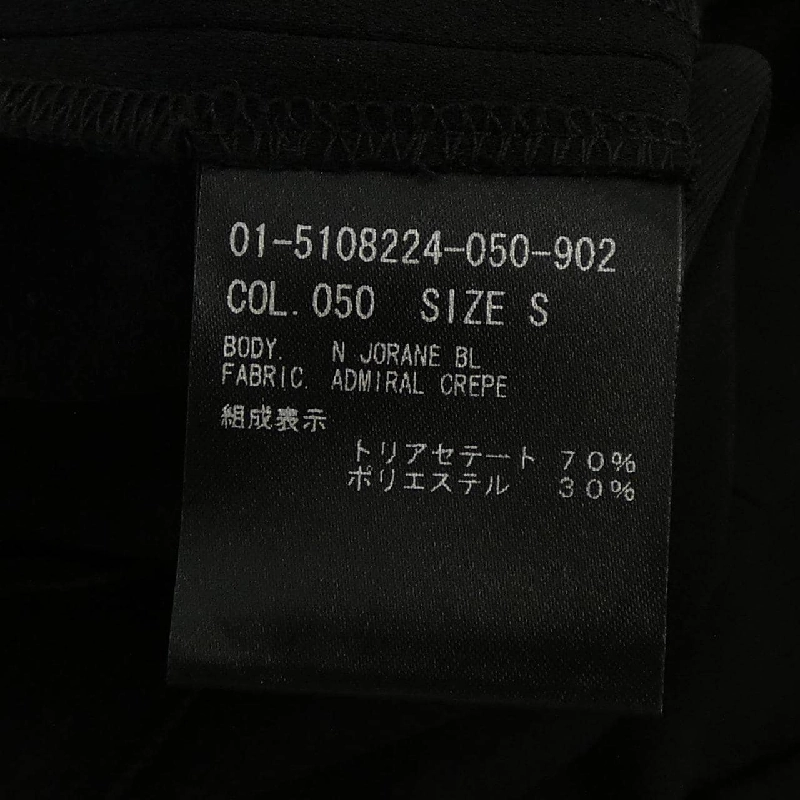 01-5108224-050-902
COL. 050 SIZE S
BODY. N JORANE BL
FABRIC. ADMIRAL CREPE
組成表示
トリアセテート 70%
ポリエステル 30%